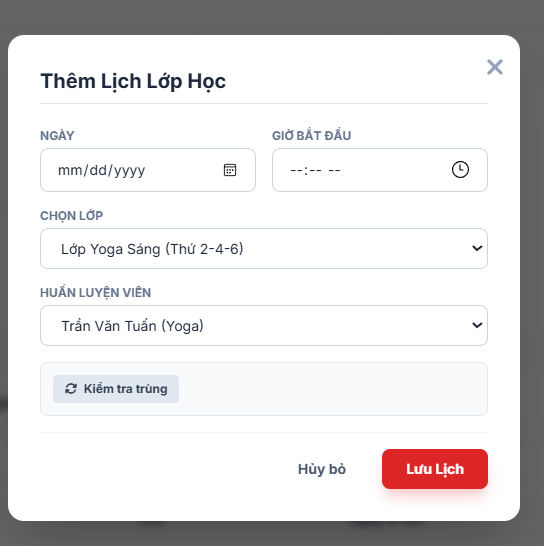 Thêm Lịch Lớp Học
NGÀY
GIỜ BẮT ĐẦU
mm/dd/yyyy
--:-- --
CHỌN LỚP
Lớp Yoga Sáng (Thứ 2-4-6)
HUẤN LUYỆN VIÊN
Trần Văn Tuấn (Yoga)
Kiểm tra trùng
Hủy bỏ
Lưu Lịch